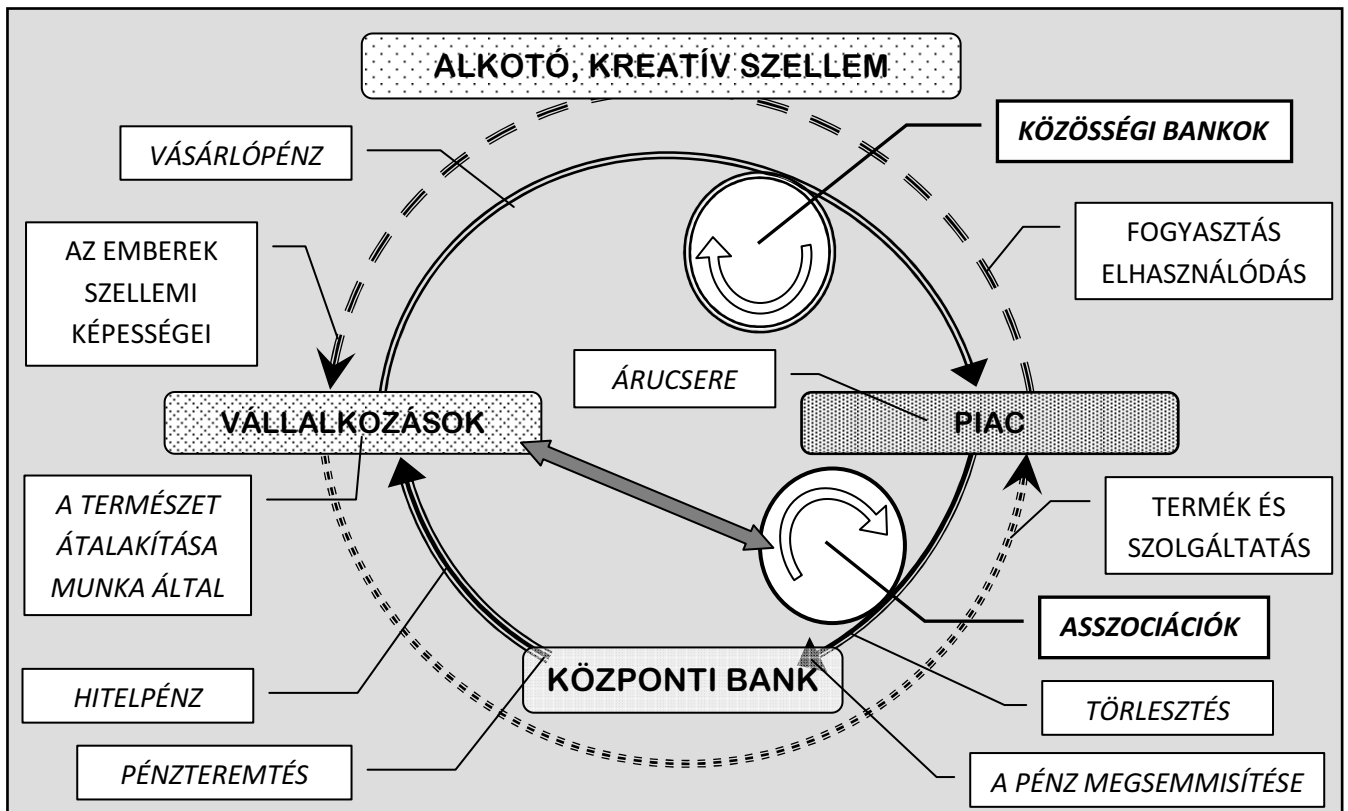 ALKOTÓ, KREATÍV SZELLEM
VÁSÁRLÓPÉNZ
KÖZÖSSÉGI BANKOK
AZ EMBEREK
SZELLEMI
KÉPESSÉGEI
FOGYASZTÁS
ELHASZNÁLÓDÁS
ÁRUCSERE
VÁLLALKOZÁSOK
PIAC
A TERMÉSZET
ÁTALAKÍTÁSA
MUNKA ÁLTAL
TERMÉK ÉS
SZOLGÁLTATÁS
ASSZOCIÁCIÓK
KÖZPONTI BANK
HITELPÉNZ
TÖRLESZTÉS
PÉNZTEREMTÉS
A PÉNZ MEGSEMMISÍTÉSE